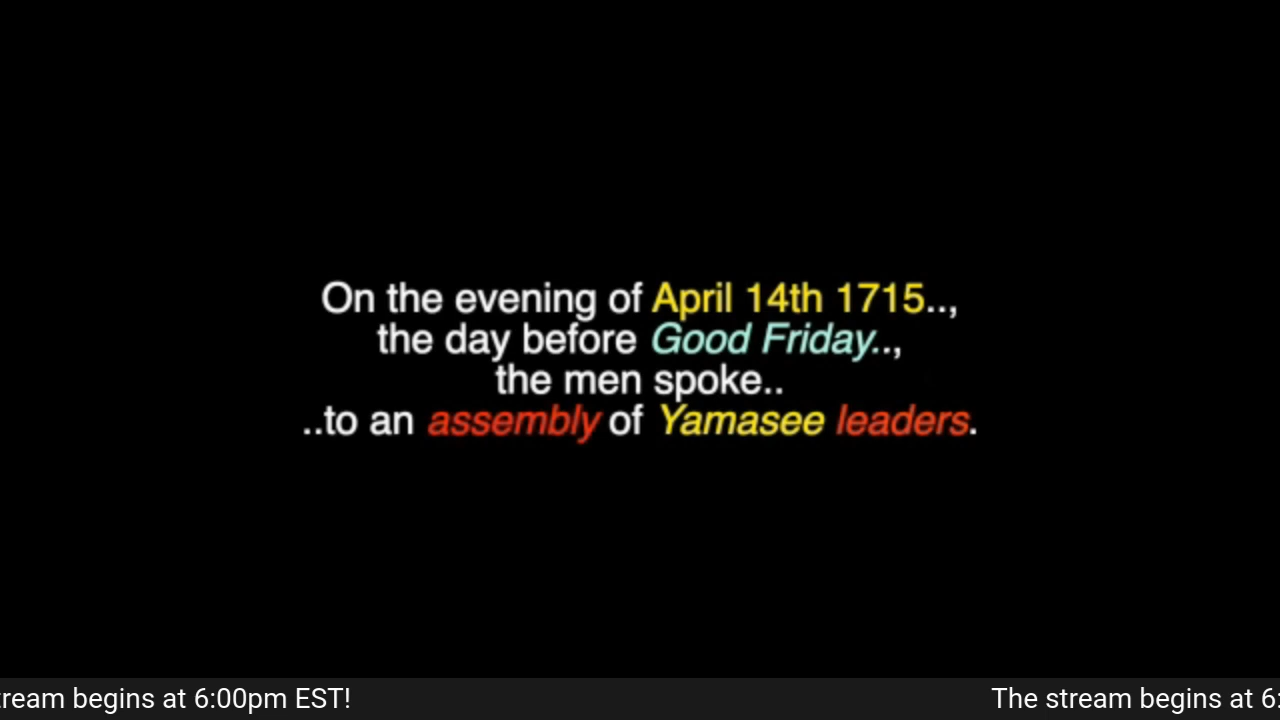 On the evening of April 14th 1715..,
the day before Good Friday..,
the men spoke..
..to an assembly of Yamasee leaders.
tream begins at 6:00pm EST! The stream begins at 6: